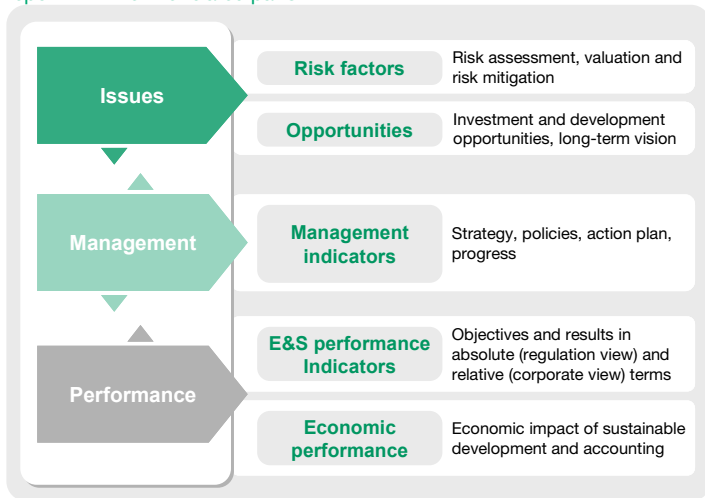 Issues
Risk factors
Risk assessment, valuation and
risk mitigation
Opportunities
Investment and development
opportunities, long-term vision
Management
Management
indicators
Strategy, policies, action plan,
progress
Performance
E&S performance
Indicators
Objectives and results in
absolute (regulation view) and
relative (corporate view) terms
Economic
performance
Economic impact of sustainable
development and accounting